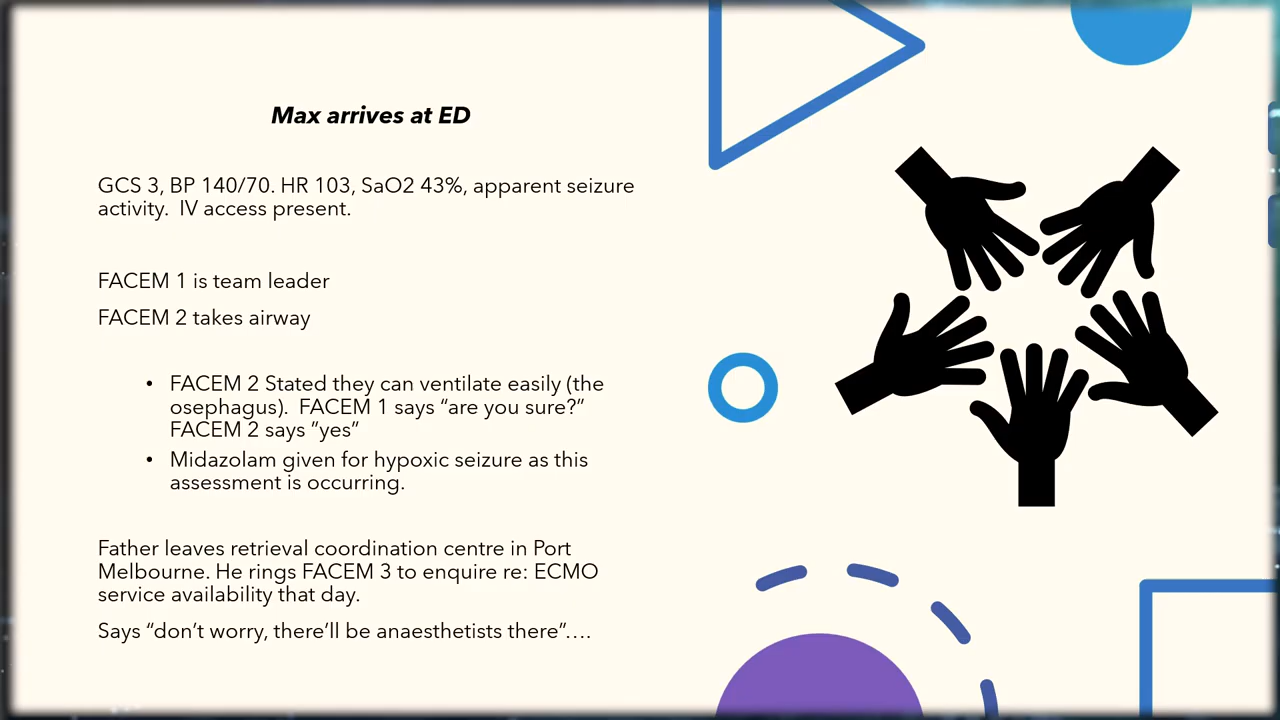 Max arrives at ED
GCS 3, BP 140/70. HR 103, SaO2 43%, apparent seizure
activity.  IV access present.
FACEM 1 is team leader
FACEM 2 takes airway
• FACEM 2 Stated they can ventilate easily (the
osephagus).  FACEM 1 says “are you sure?”
FACEM 2 says “yes”
• Midazolam given for hypoxic seizure as this
assessment is occurring.
Father leaves retrieval coordination centre in Port
Melbourne. He rings FACEM 3 to enquire re: ECMO
service availability that day.
Says “don’t worry, there’ll be anaesthetists there”….